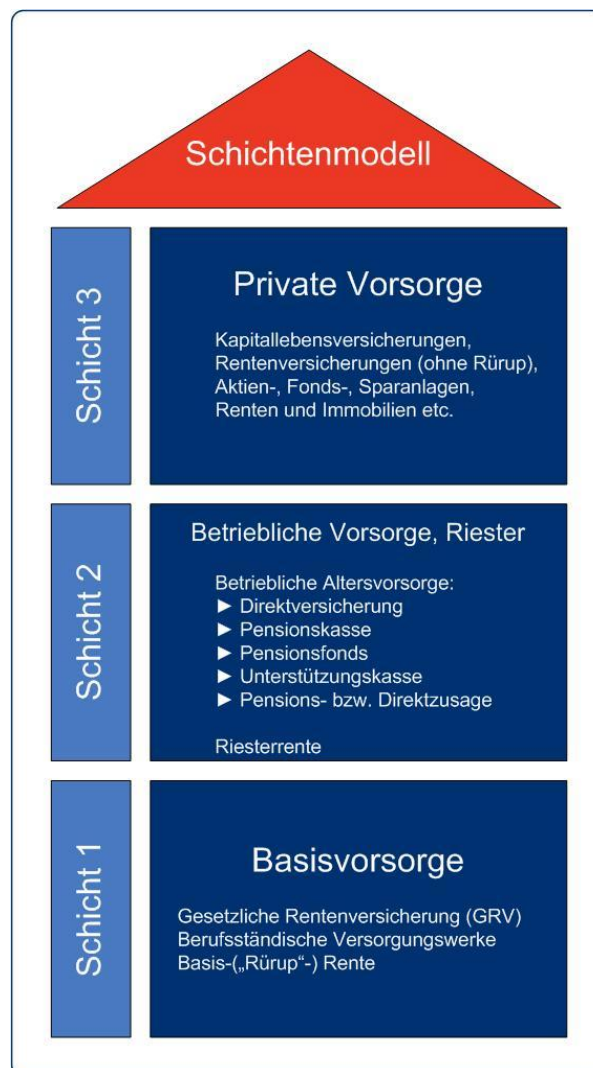 Schichtenmodell
Schicht 3
Private Vorsorge
Kapitallebensversicherungen,
Rentenversicherungen (ohne Rürup),
Aktien-, Fonds-, Sparanlagen,
Renten und Immobilien etc.
Schicht 2
Betriebliche Vorsorge, Riester
Betriebliche Altersvorsorge:
► Direktversicherung
► Pensionskasse
► Pensionsfonds
► Unterstützungskasse
► Pensions- bzw. Direktzusage
Riesterrente
Schicht 1
Basisvorsorge
Gesetzliche Rentenversicherung (GRV)
Berufsständische Versorgungswerke
Basis-(„Rürup“-) Rente